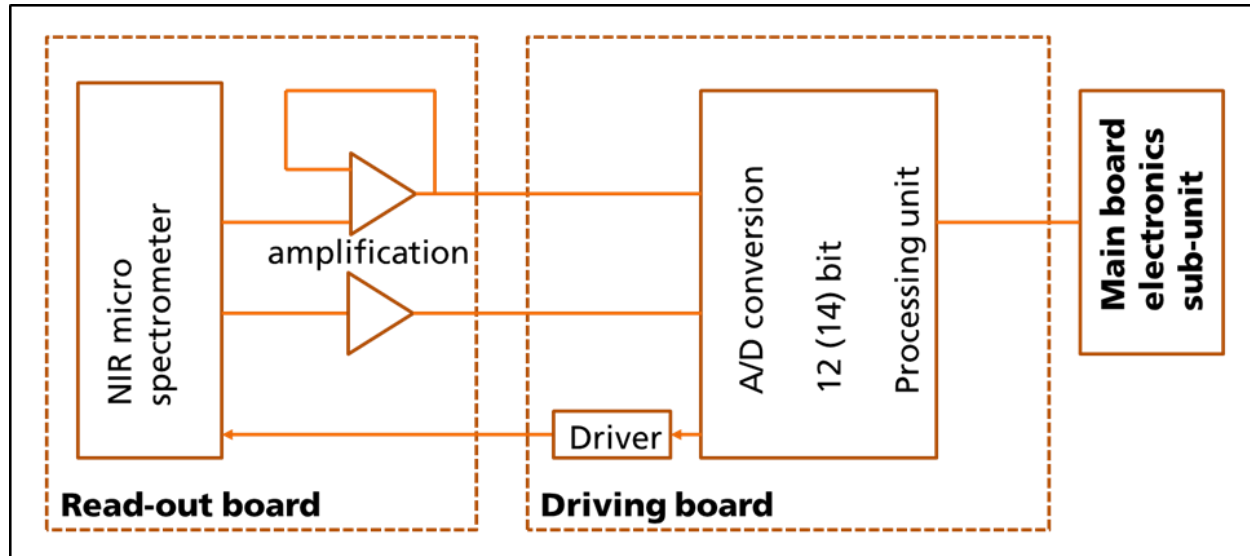 NIR micro
spectrometer
amplification
Read-out board
A/D conversion
12 (14) bit
Processing unit
Driver
Driving board
Main board
electronics
sub-unit